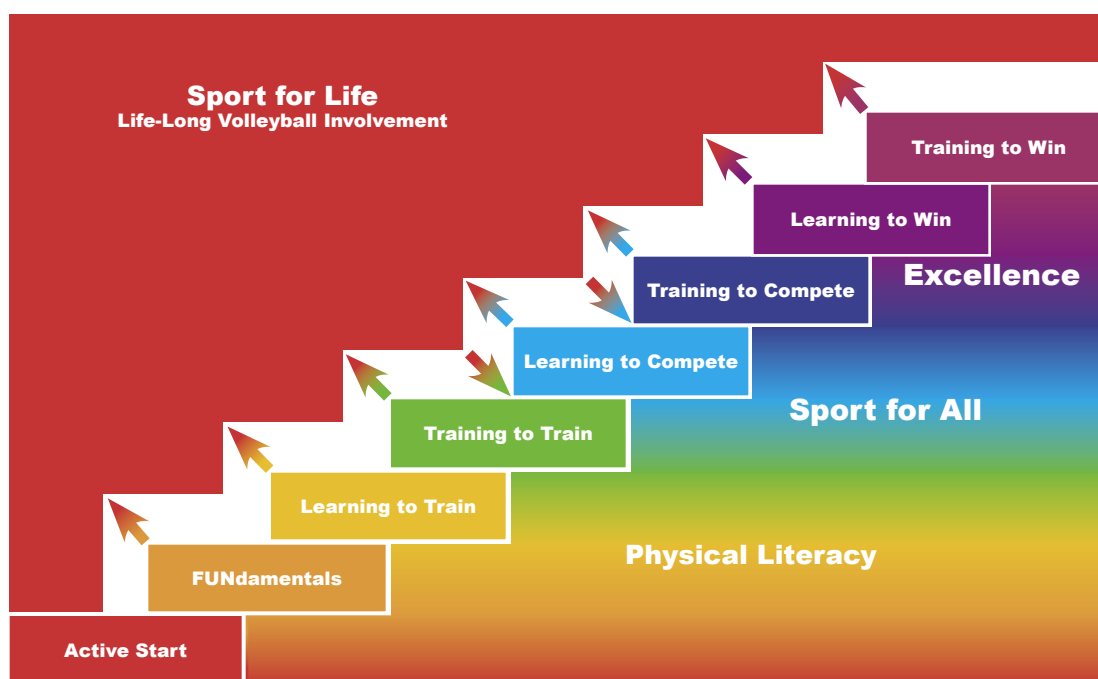 Sport for Life
Life-Long Volleyball Involvement
Training to Win
Learning to Win
Excellence
Training to Compete
Learning to Compete
Sport for All
Training to Train
Learning to Train
Physical Literacy
FUNdamentals
Active Start